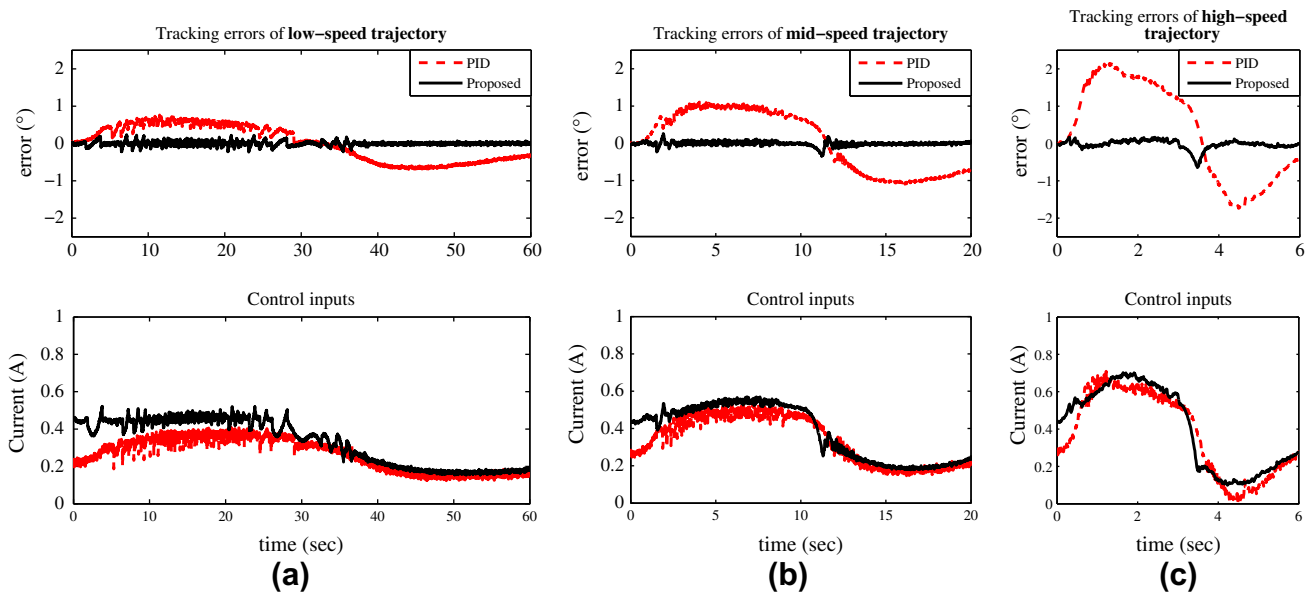 Tracking errors of low-speed trajectory
PID
Proposed
error (°)
2
1
0
−1
−2
0 10 20 30 40 50 60
Control inputs
Current (A)
1
0.8
0.6
0.4
0.2
0
0 10 20 30 40 50 60
time (sec)
(a)
Tracking errors of mid-speed trajectory
PID
Proposed
error (°)
2
1
0
−1
−2
0 5 10 15 20
Control inputs
Current (A)
1
0.8
0.6
0.4
0.2
0
0 5 10 15 20
time (sec)
(b)
Tracking errors of high-speed
trajectory
PID
Proposed
error (°)
2
1
0
−1
−2
0 2 4 6
Control inputs
Current (A)
1
0.8
0.6
0.4
0.2
0
0 2 4 6
time (sec)
(c)